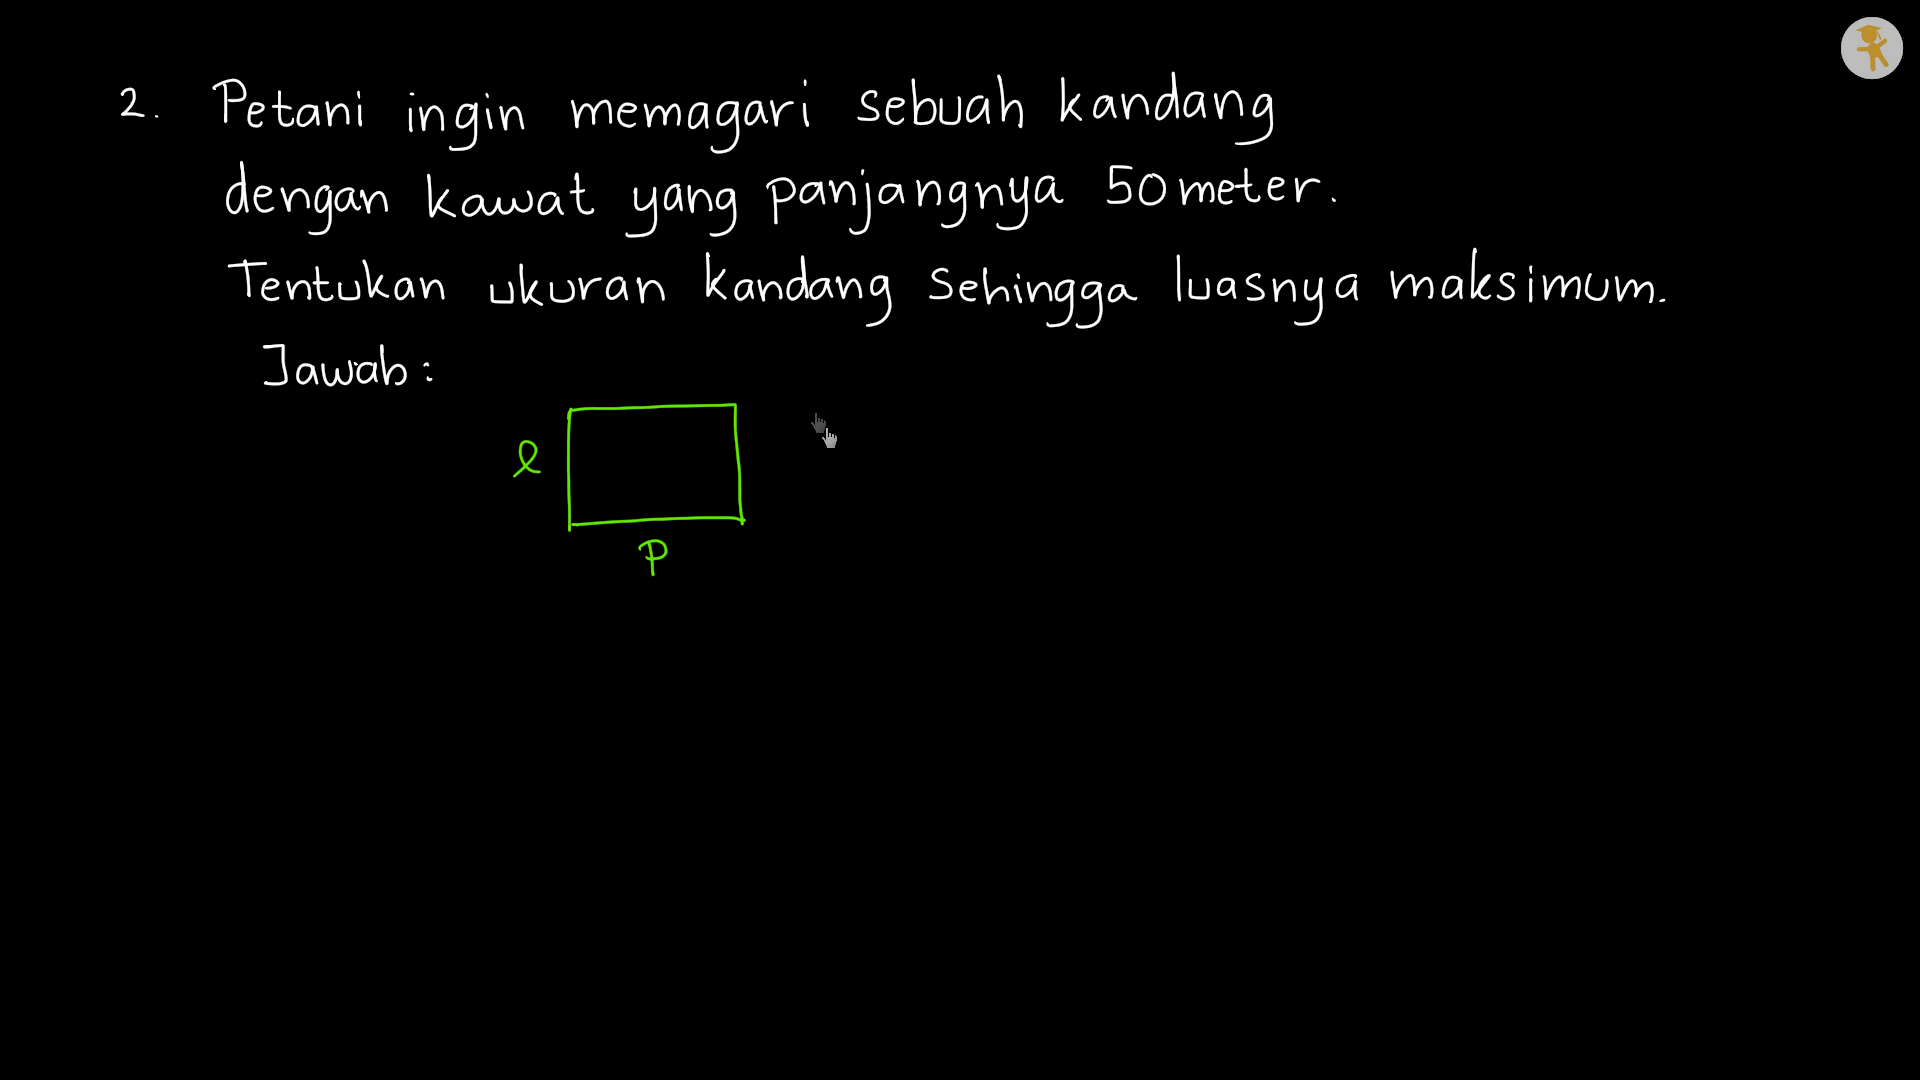 2. Petani ingin memagari sebuah kandang
dengan kawat yang panjangnya 50 meter.
Tentukan ukuran kandang sehingga luasnya maksimum.
Jawab:
l
p